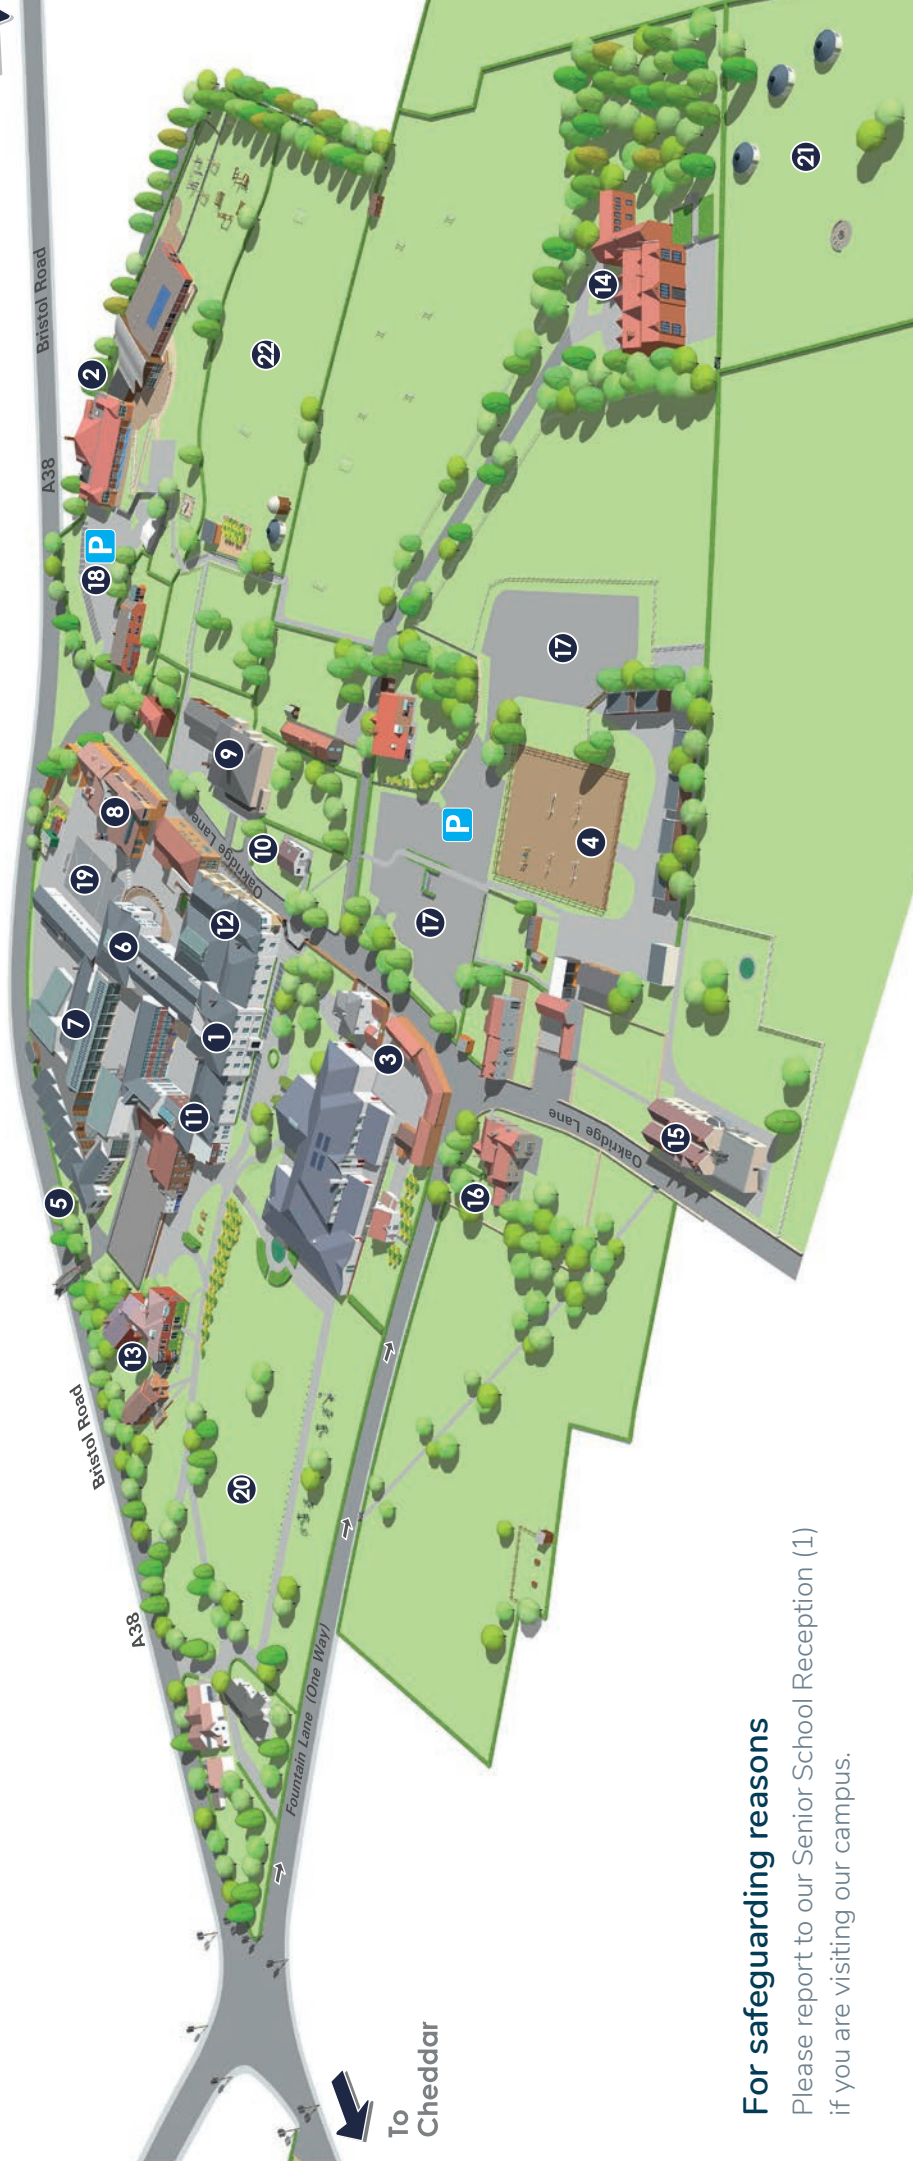 To
Cheddar
A38
Bristol Road
Bristol Road
A38
Fountain Lane (One Way)
Oakridge Lane
Oakridge Lane
P
P
1
2
3
4
5
6
7
8
9
10
11
12
13
14
15
16
17
17
18
19
20
21
22
For safeguarding reasons
Please report to our Senior School Reception (1)
if you are visiting our campus.